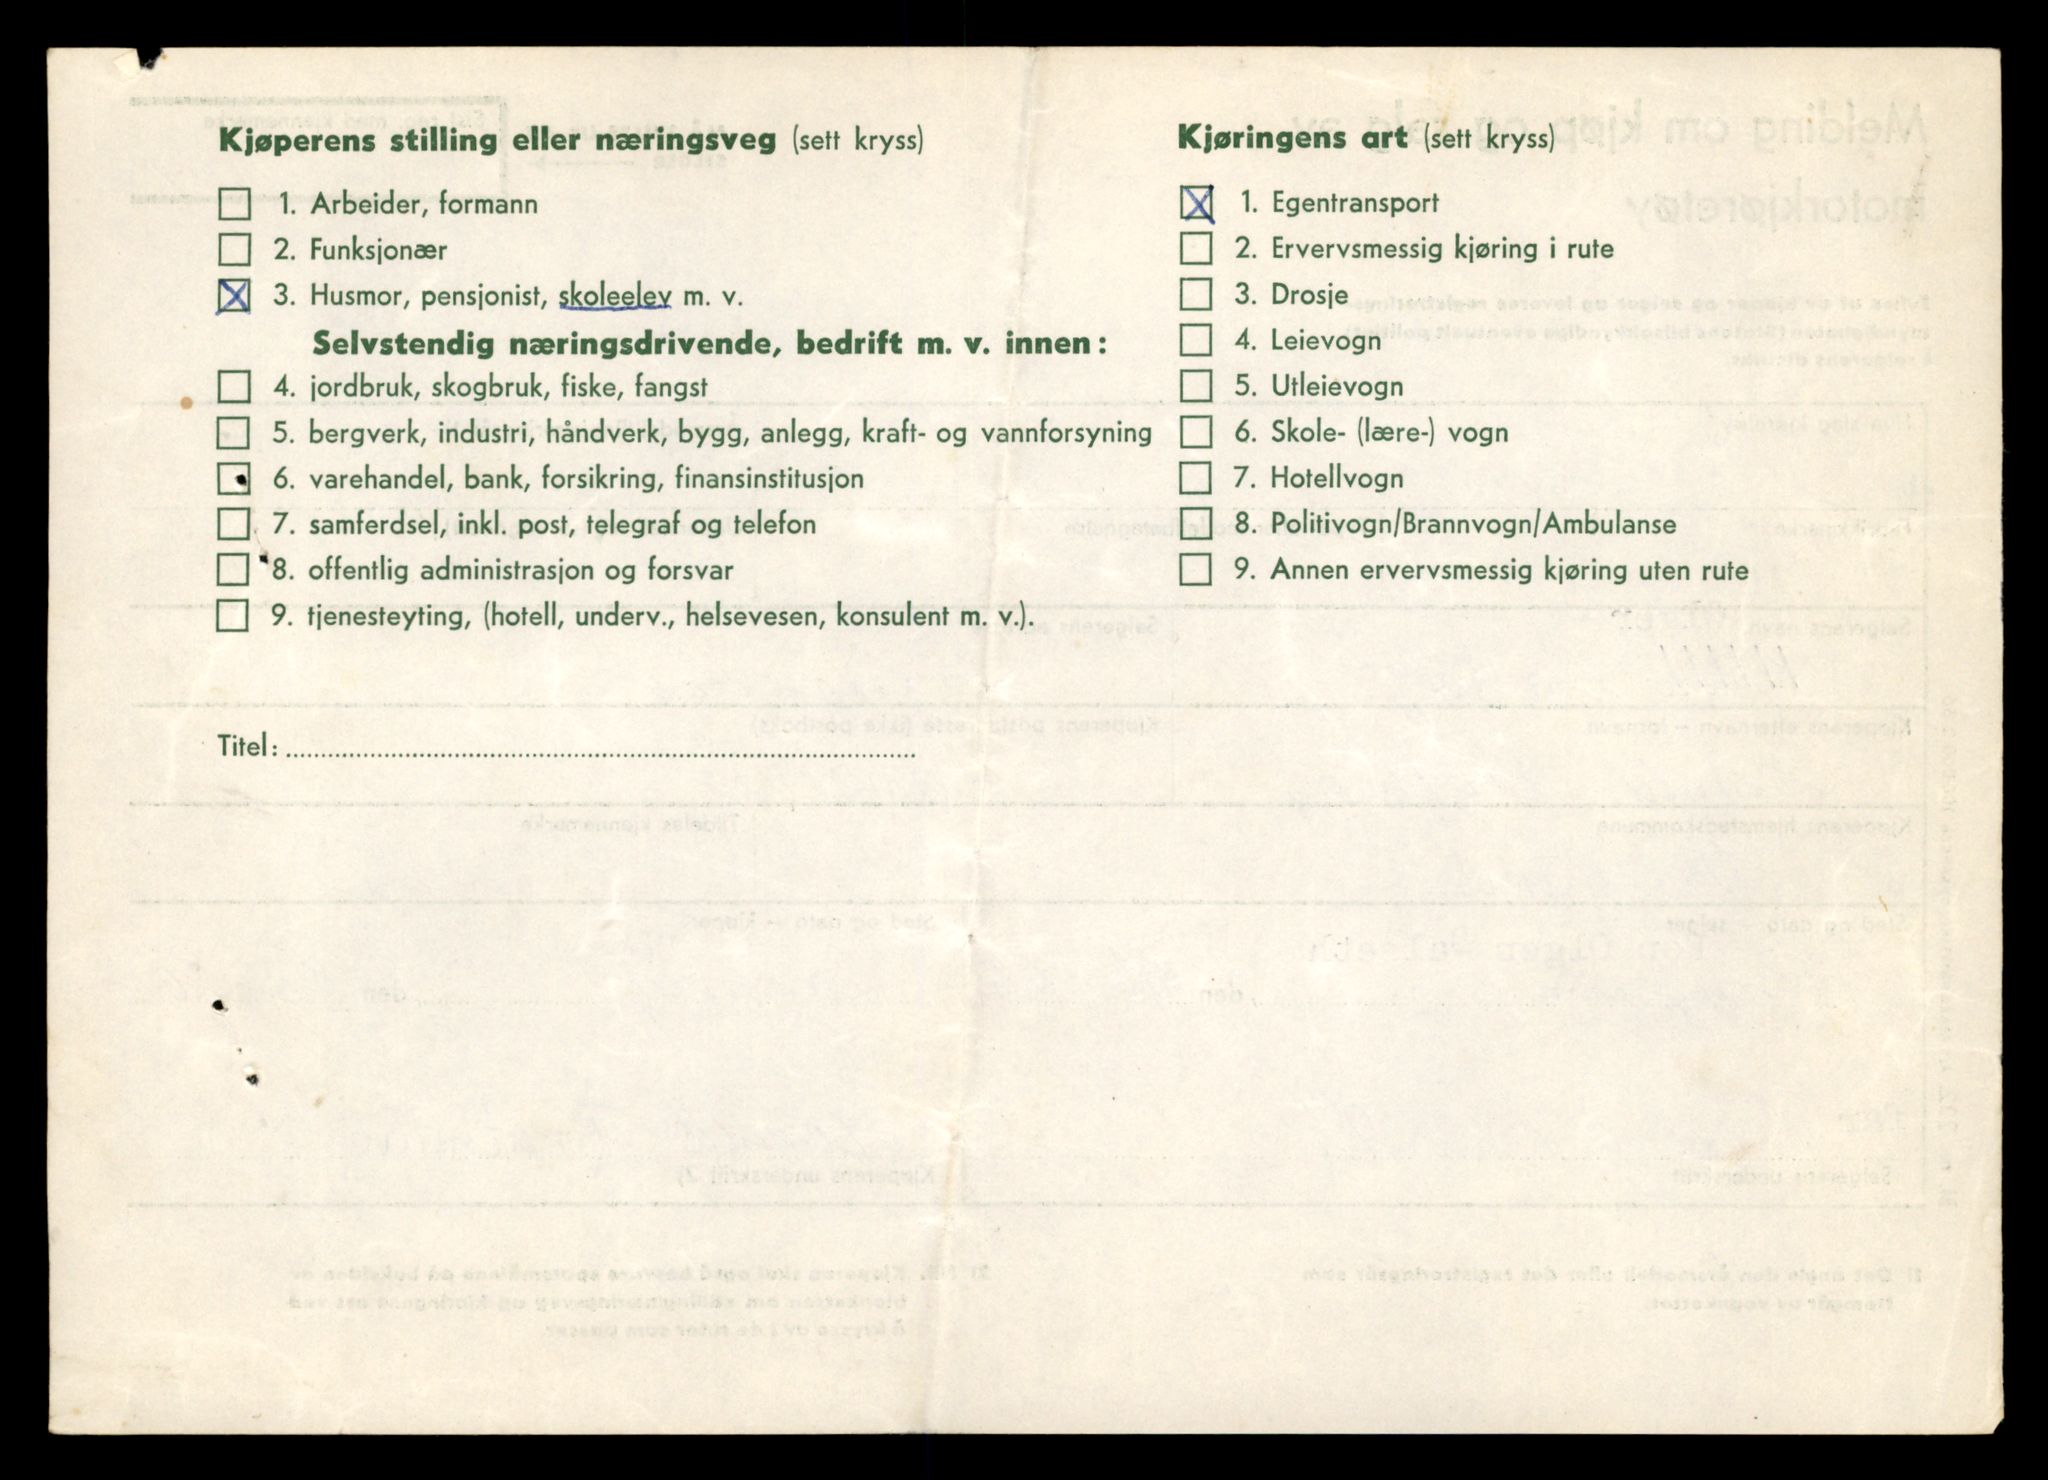 Kjøperens stilling eller næringsveg (sett kryss)
1. Arbeider, formann
2. Funksjonær
3. Husmor, pensjonist, skoleelev m. v.
Selvstendig næringsdrivende, bedrift m. v. innen:
4. jordbruk, skogbruk, fiske, fangst
5. bergverk, industri, håndverk, bygg, anlegg, kraft- og vannforsyning
6. varehandel, bank, forsikring, finansinstitusjon
7. samferdsel, inkl. post, telegraf og telefon
8. offentlig administrasjon og forsvar
9. tjenesteyting, (hotell, underv., helsevesen, konsulent m. v.).
Titel:
Kjøringens art (sett kryss)
1. Egentransport
2. Ervervsmessig kjøring i rute
3. Drosje
4. Leievogn
5. Utleievogn
6. Skole- (lære-) vogn
7. Hotellvogn
8. Politivogn/Brannvogn/Ambulanse
9. Annen ervervsmessig kjøring uten rute